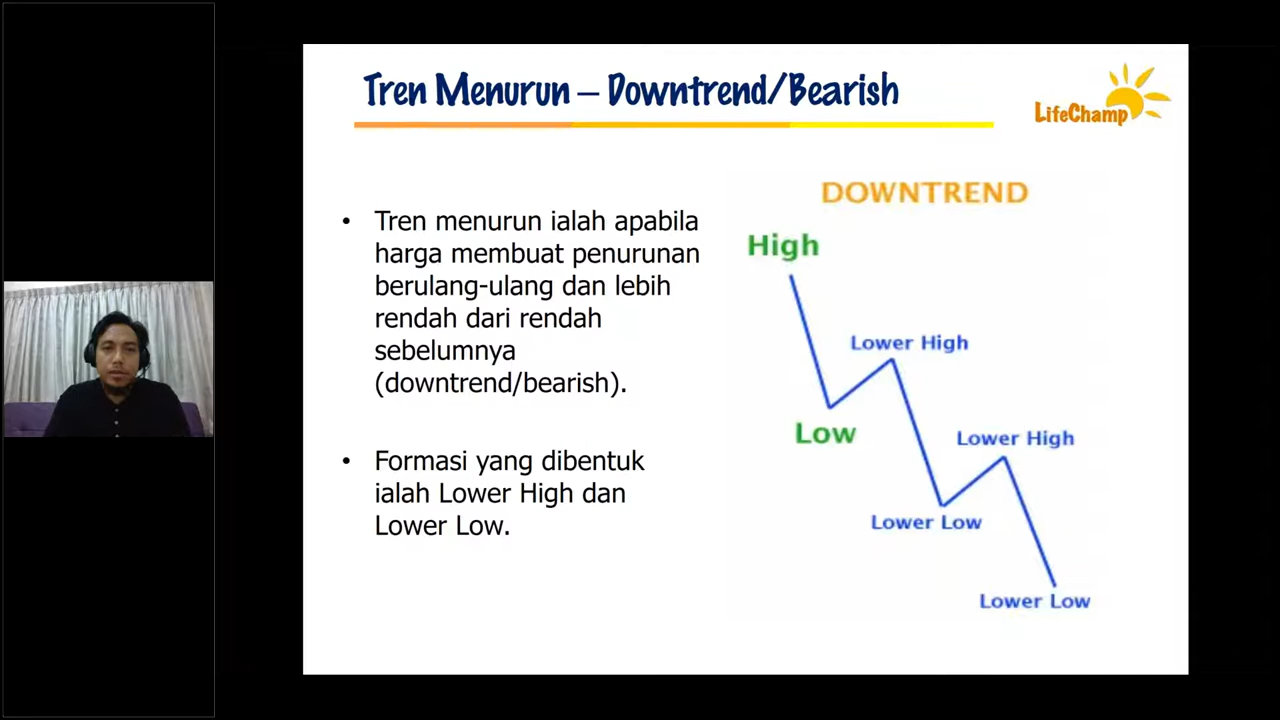 Tren Menurun – Downtrend/Bearish
LifeChamp
• Tren menurun ialah apabila
harga membuat penurunan
berulang-ulang dan lebih
rendah dari rendah
sebelumnya
(downtrend/bearish).
• Formasi yang dibentuk
ialah Lower High dan
Lower Low.
DOWNTREND
High
Lower High
Low
Lower High
Lower Low
Lower Low